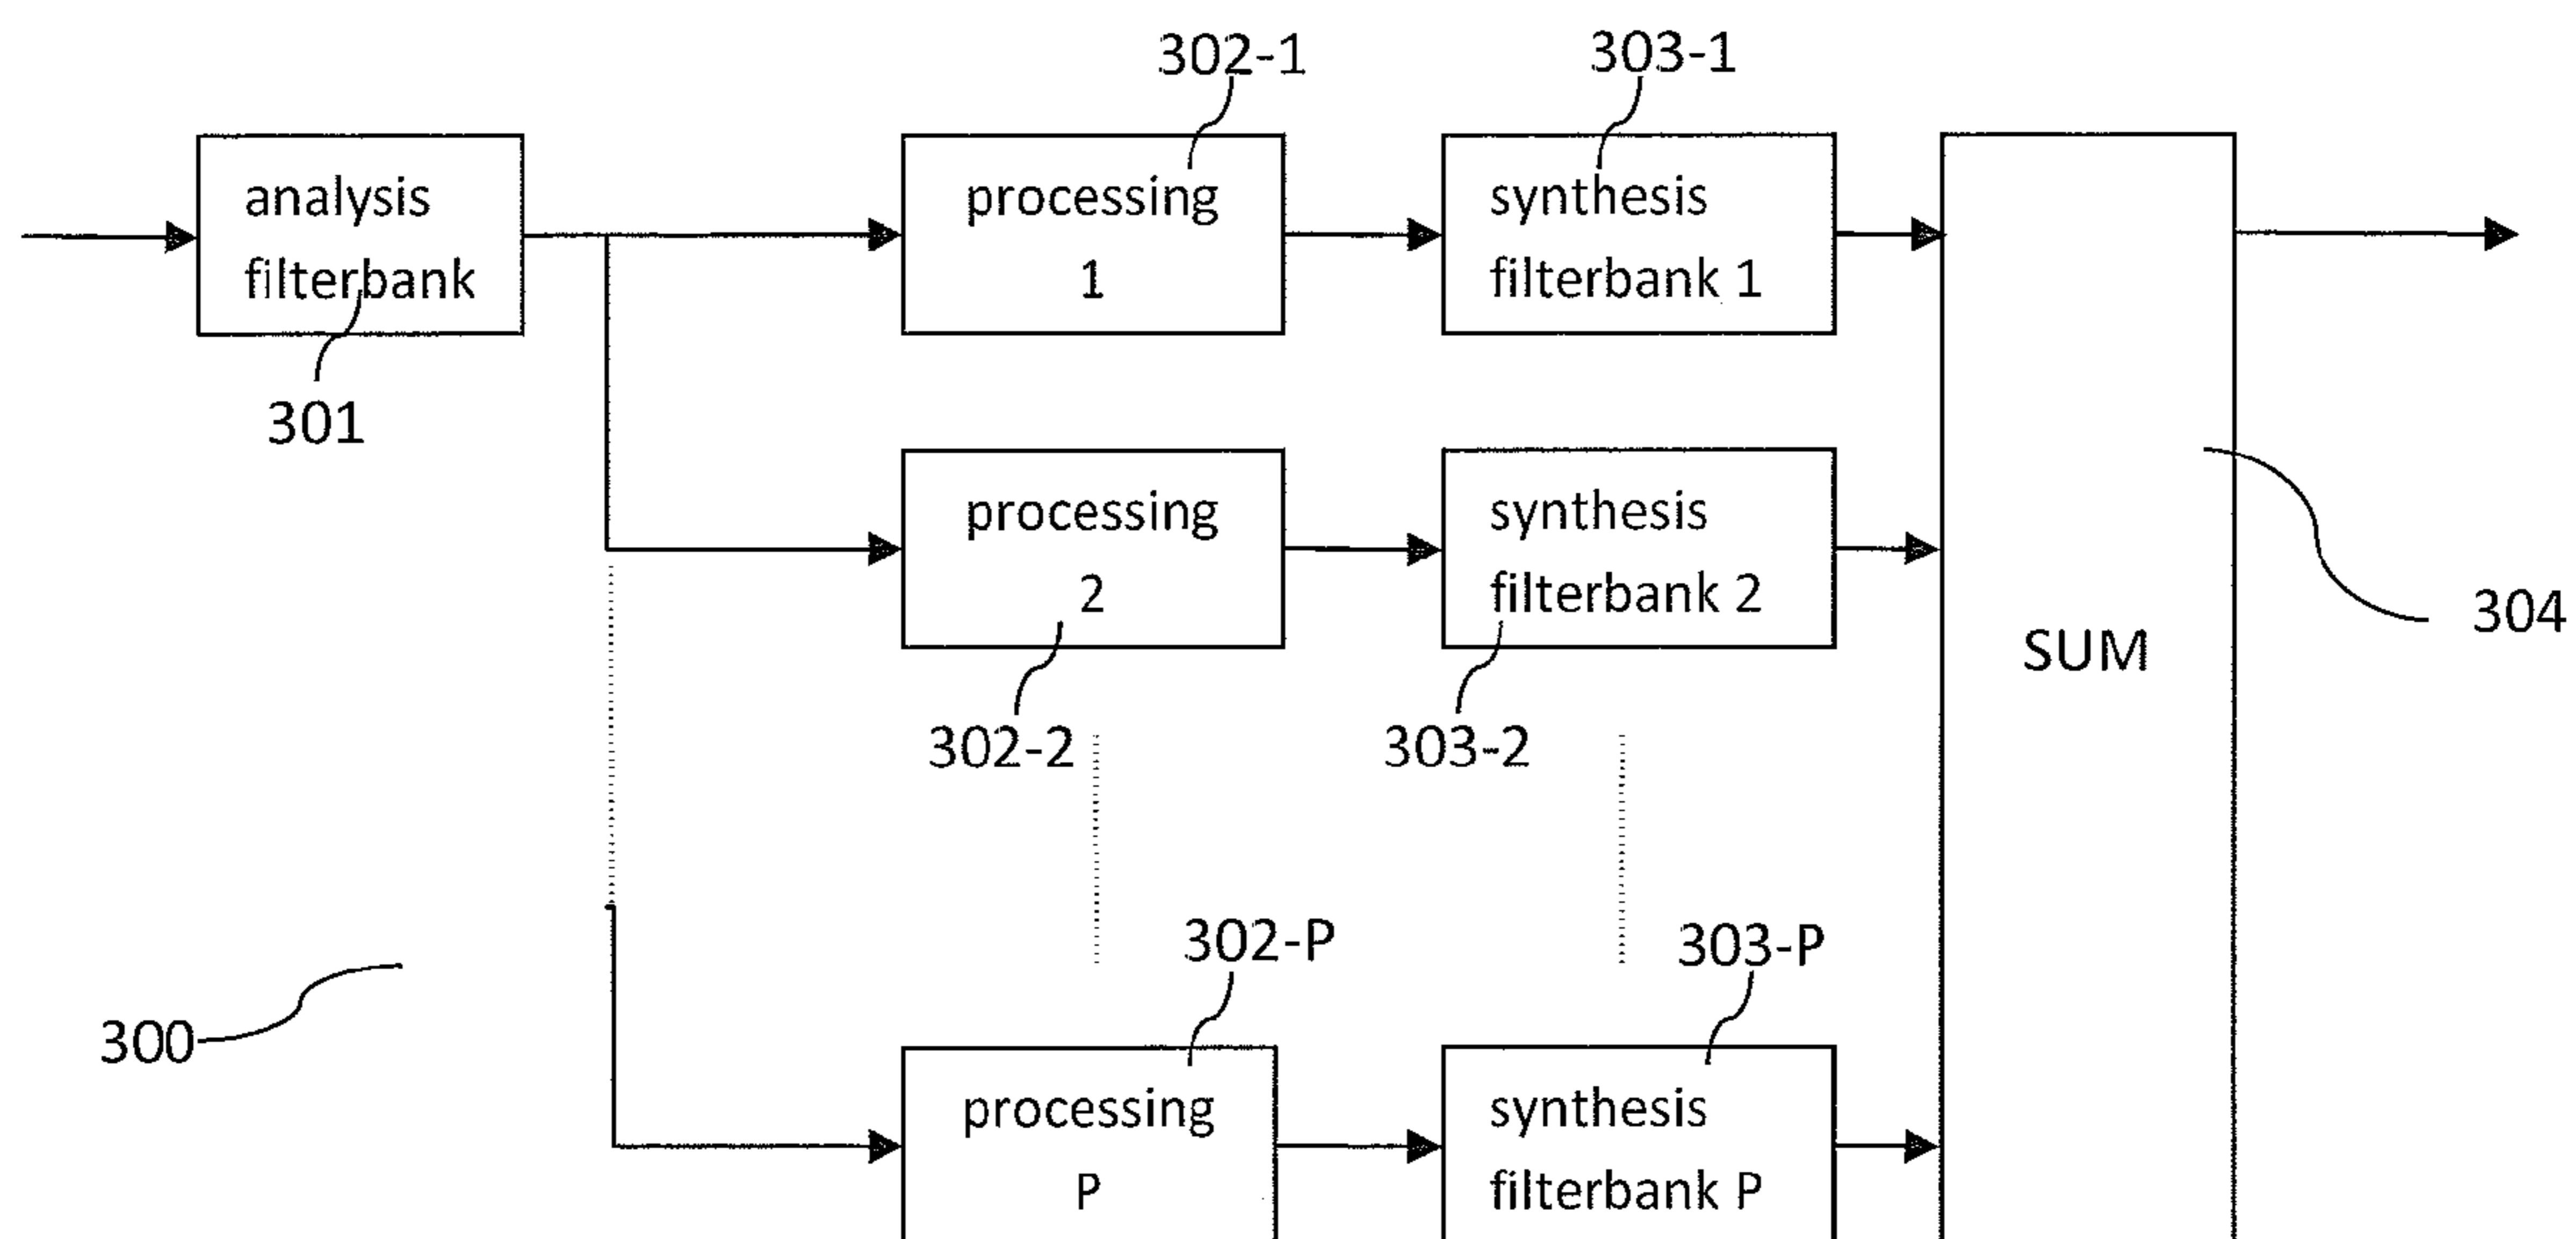 302-1
303-1
analysis
filterbank
301
processing
1
synthesis
filterbank 1
processing
2
302-2
synthesis
filterbank 2
303-2
SUM
304
300
302-P
303-P
processing
P
synthesis
filterbank P